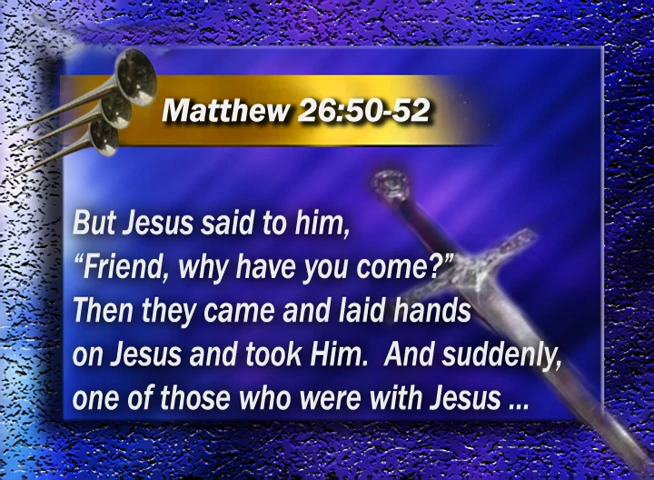 Matthew 26:50-52
But Jesus said to him,
“Friend, why have you come?”
Then they came and laid hands
on Jesus and took Him.  And suddenly,
one of those who were with Jesus ...